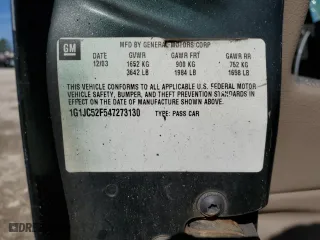 GM
MFD BY GENERAL MOTORS CORP
DATE GVWR GAWR FRT GAWR RR
12/03 1652 KG 900 KG 752 KG
3642 LB 1984 LB 1658 LB
THIS VEHICLE CONFORMS TO ALL APPLICABLE U.S. FEDERAL MOTOR
VEHICLE SAFETY, BUMPER, AND THEFT PREVENTION STANDARDS IN
EFFECT ON THE DATE OF MANUFACTURE SHOWN ABOVE.
1G1JC52F547273130 TYPE: PASS CAR